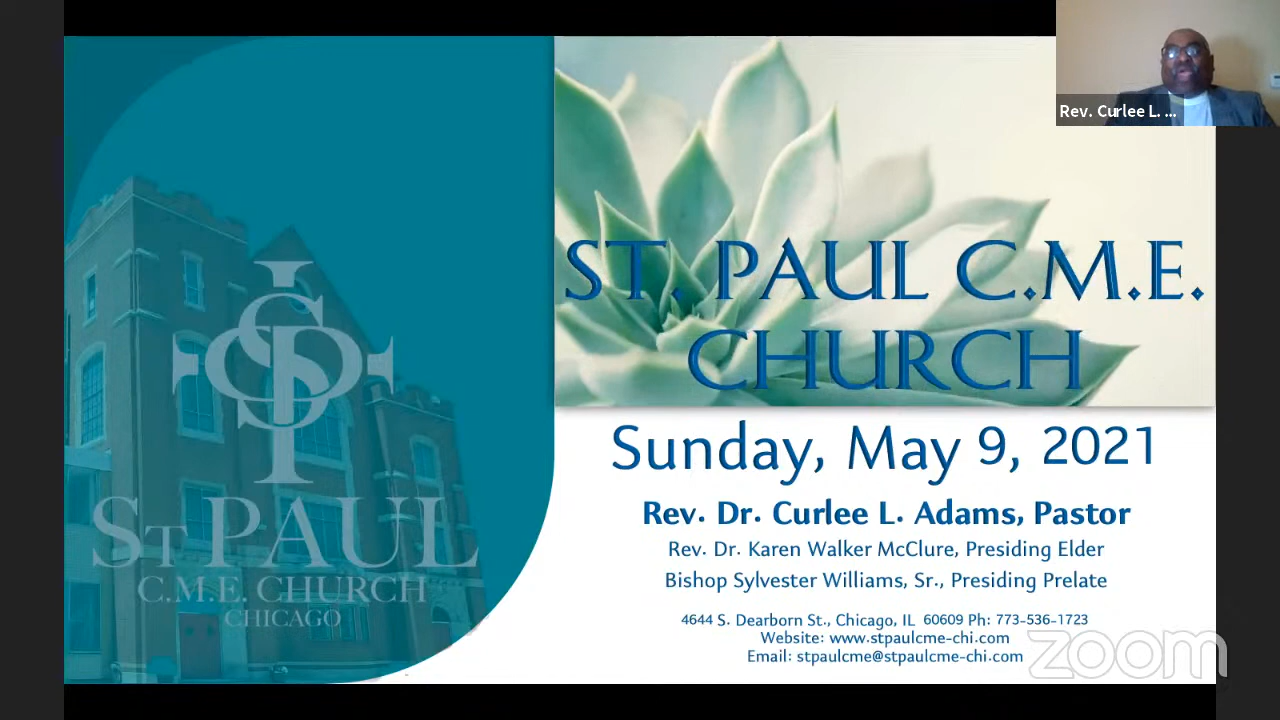 Rev. Curlee L. ...
ST. PAUL C.M.E.
CHURCH
Sunday, May 9, 2021
Rev. Dr. Curlee L. Adams, Pastor
Rev. Dr. Karen Walker McClure, Presiding Elder
Bishop Sylvester Williams, Sr., Presiding Prelate
4644 S. Dearborn St., Chicago, IL 60609 Ph: 773-536-1723
Website: www.stpaulcme-chi.com
Email: stpaulcme@stpaulcme-chi.com
zoom
ST PAUL
C.M.E. CHURCH
CHICAGO